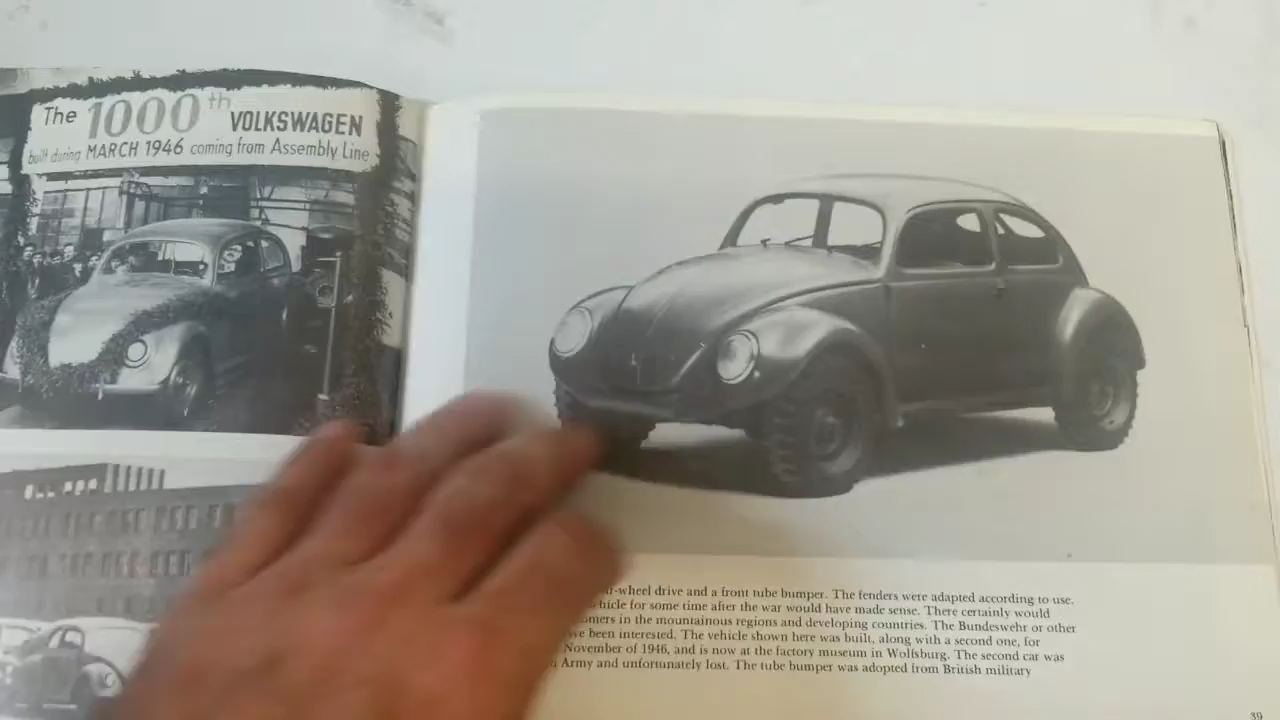 The 1000th VOLKSWAGEN
built during MARCH 1946 coming from Assembly Line
-wheel drive and a front tube bumper. The fenders were adapted according to use.
for some time after the war would have made sense. There certainly would
in the mountainous regions and developing countries. The Bundeswehr or other
been interested. The vehicle shown here was built, along with a second one, for
November of 1946, and is now at the factory museum in Wolfsburg. The second car was
Army and unfortunately lost. The tube bumper was adopted from British military
39